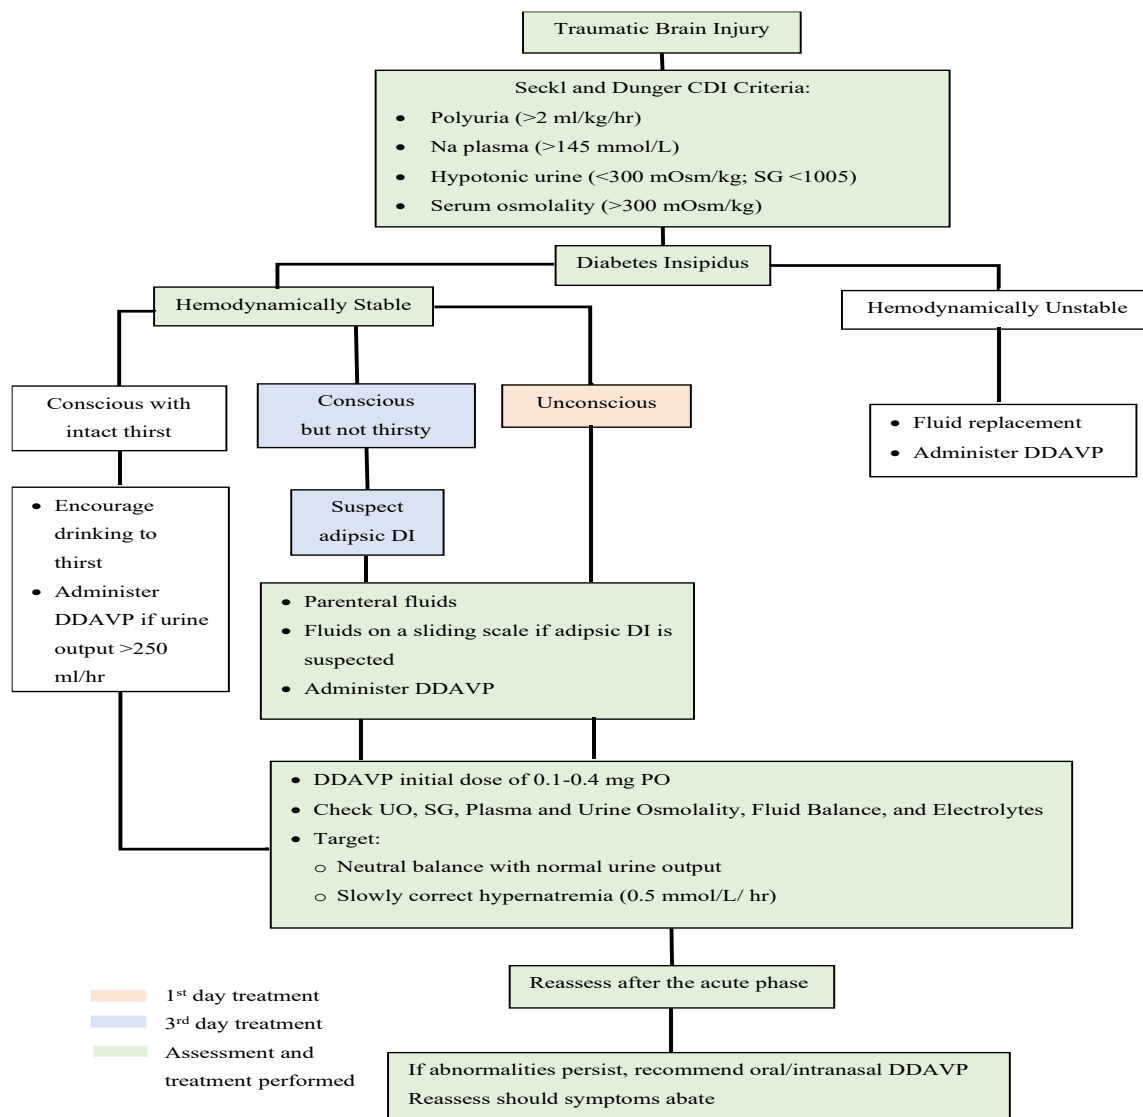 Traumatic Brain Injury
Seckl and Dunger CDI Criteria:
• Polyuria (>2 ml/kg/hr)
• Na plasma (>145 mmol/L)
• Hypotonic urine (<300 mOsm/kg; SG <1005)
• Serum osmolality (>300 mOsm/kg)
Diabetes Insipidus
Hemodynamically Stable
Hemodynamically Unstable
Conscious with
intact thirst
Conscious
but not thirsty
Unconscious
• Fluid replacement
• Administer DDAVP
• Encourage
drinking to
thirst
• Administer
DDAVP if urine
output >250
ml/hr
Suspect
adipsic DI
• Parenteral fluids
• Fluids on a sliding scale if adipsic DI is
suspected
• Administer DDAVP
• DDAVP initial dose of 0.1-0.4 mg PO
• Check UO, SG, Plasma and Urine Osmolality, Fluid Balance, and Electrolytes
• Target:
o Neutral balance with normal urine output
o Slowly correct hypernatremia (0.5 mmol/L/ hr)
Reassess after the acute phase
If abnormalities persist, recommend oral/intranasal DDAVP
Reassess should symptoms abate
1st day treatment
3rd day treatment
Assessment and
treatment performed